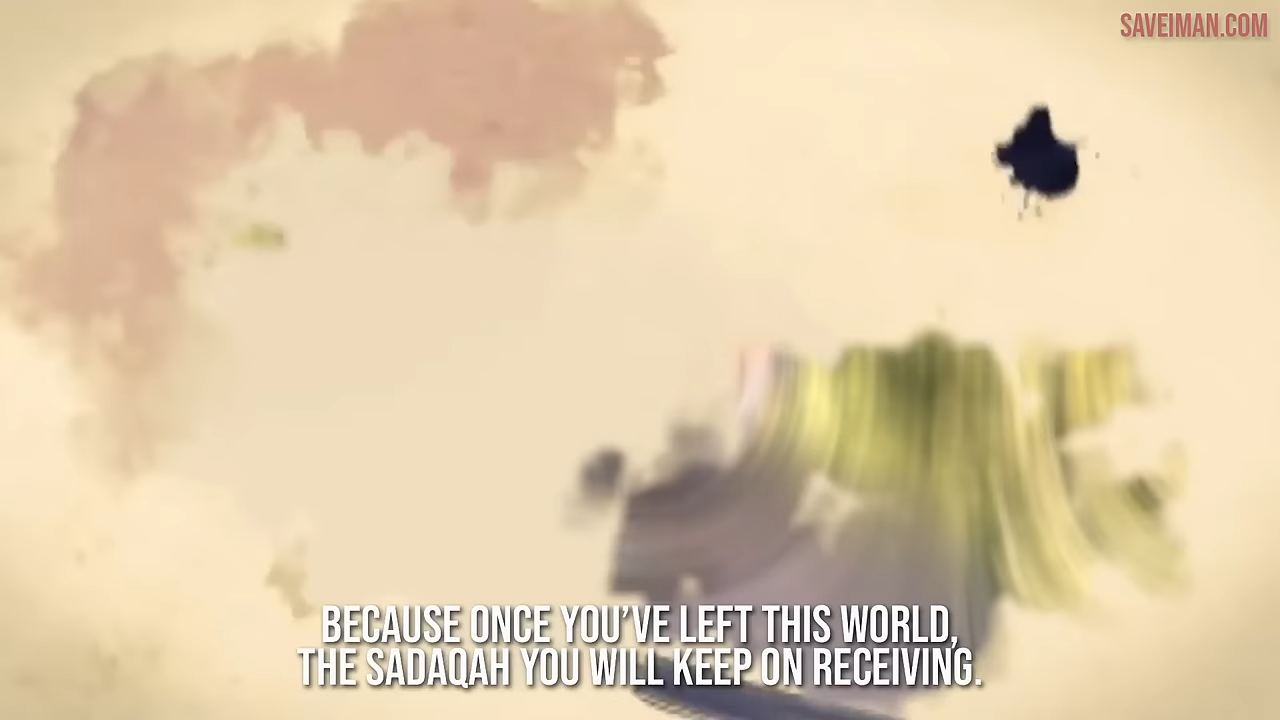 SAVEIMAN.COM
BECAUSE ONCE YOU'VE LEFT THIS WORLD,
THE SADAQAH YOU WILL KEEP ON RECEIVING.